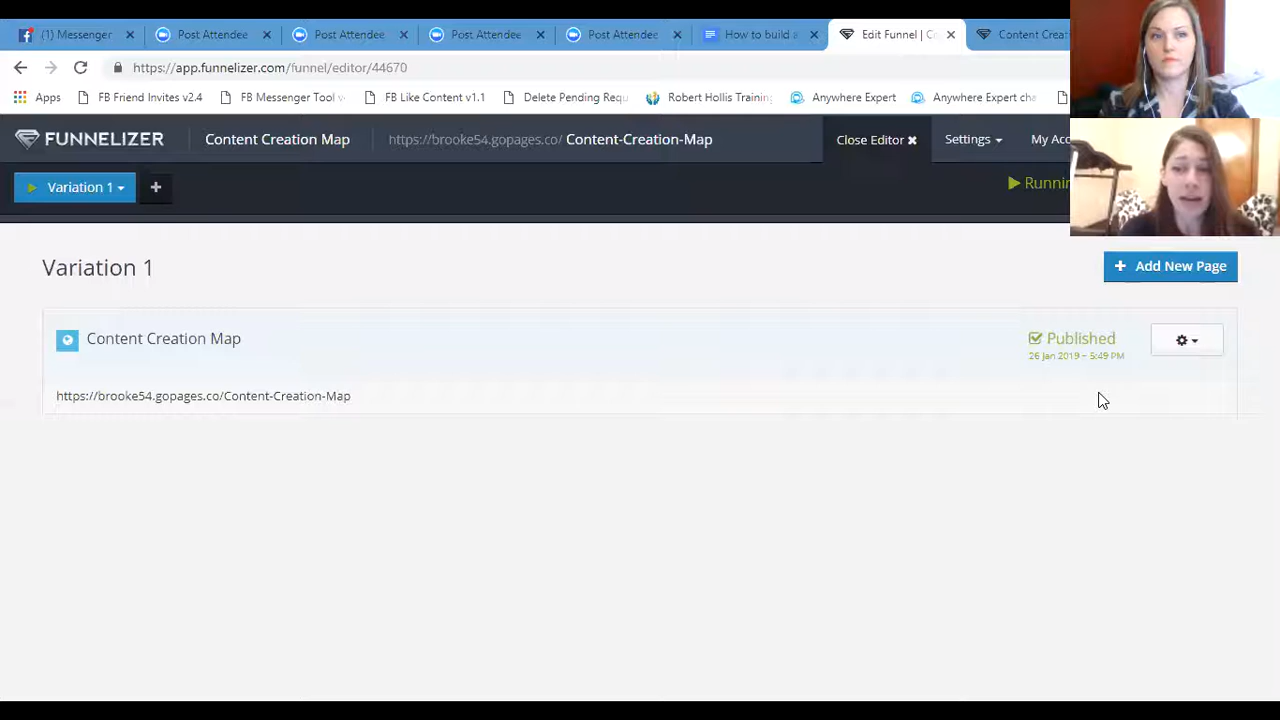 (1) Messenger
Post Attendee
Post Attendee
Post Attendee
Post Attendee
How to build a
Edit Funnel | Co
Content Creat
https://app.funnelizer.com/funnel/editor/44670
Apps
FB Friend Invites v2.4
FB Messenger Tool v
FB Like Content v1.1
Delete Pending Requ
Robert Hollis Training
Anywhere Expert
Anywhere Expert cha
FUNNELIZER
Content Creation Map
https://brooke54.gopages.co/ Content-Creation-Map
Close Editor ✖
Settings
My Acc
Variation 1
+
Runnin
Variation 1
+ Add New Page
Content Creation Map
Published
26 Jan 2019 – 5:49 PM
https://brooke54.gopages.co/Content-Creation-Map